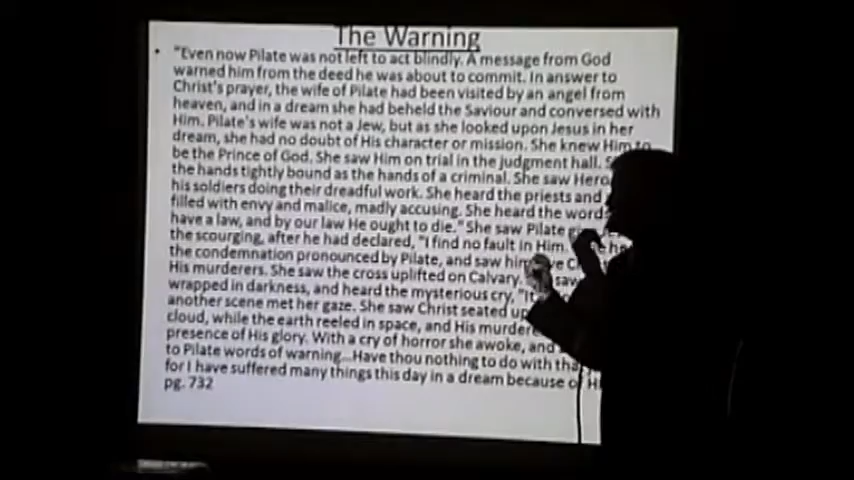 The Warning
• "Even now Pilate was not left to act blindly. A message from God
warned him from the deed he was about to commit. In answer to
Christ's prayer, the wife of Pilate had been visited by an angel from
heaven, and in a dream she had beheld the Saviour and conversed with
Him. Pilate's wife was not a Jew, but as she looked upon Jesus in her
dream, she had no doubt of His character or mission. She knew Him to
be the Prince of God. She saw Him on trial in the judgment hall.
the hands tightly bound as the hands of a criminal. She saw
his soldiers doing their dreadful work. She heard the priests and
filled with envy and malice, madly accusing. She heard the
have a law, and by our law He ought to die." She saw Pilate
the scourging, after he had declared, "I find no fault in Him.
the condemnation pronounced by Pilate, and saw him
His murderers. She saw the cross uplifted on Calvary. saw
wrapped in darkness, and heard the mysterious cry,
another scene met her gaze. She saw Christ seated
cloud, while the earth reeled in space, and His
presence of His glory. With a cry of horror she awoke, and
to Pilate words of warning...Have thou nothing to do with
for I have suffered many things this day in a dream because
pg. 732